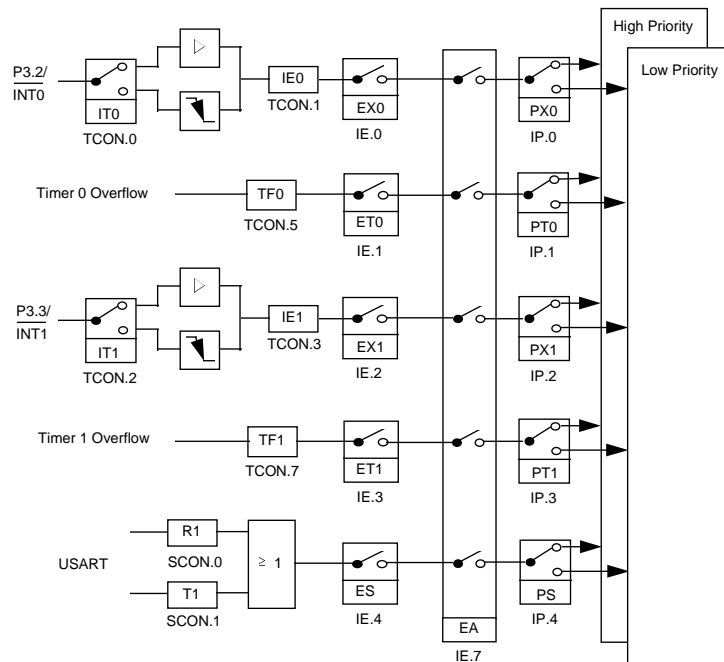 High Priority
Low Priority
P3.2/
INT0
IT0
TCON.0
IE0
TCON.1
EX0
IE.0
PX0
IP.0
Timer 0 Overflow
TF0
TCON.5
ET0
IE.1
PT0
IP.1
P3.3/
INT1
IT1
TCON.2
IE1
TCON.3
EX1
IE.2
PX1
IP.2
Timer 1 Overflow
TF1
TCON.7
ET1
IE.3
PT1
IP.3
USART
R1
SCON.0
T1
SCON.1
≥ 1
ES
IE.4
EA
IE.7
PS
IP.4